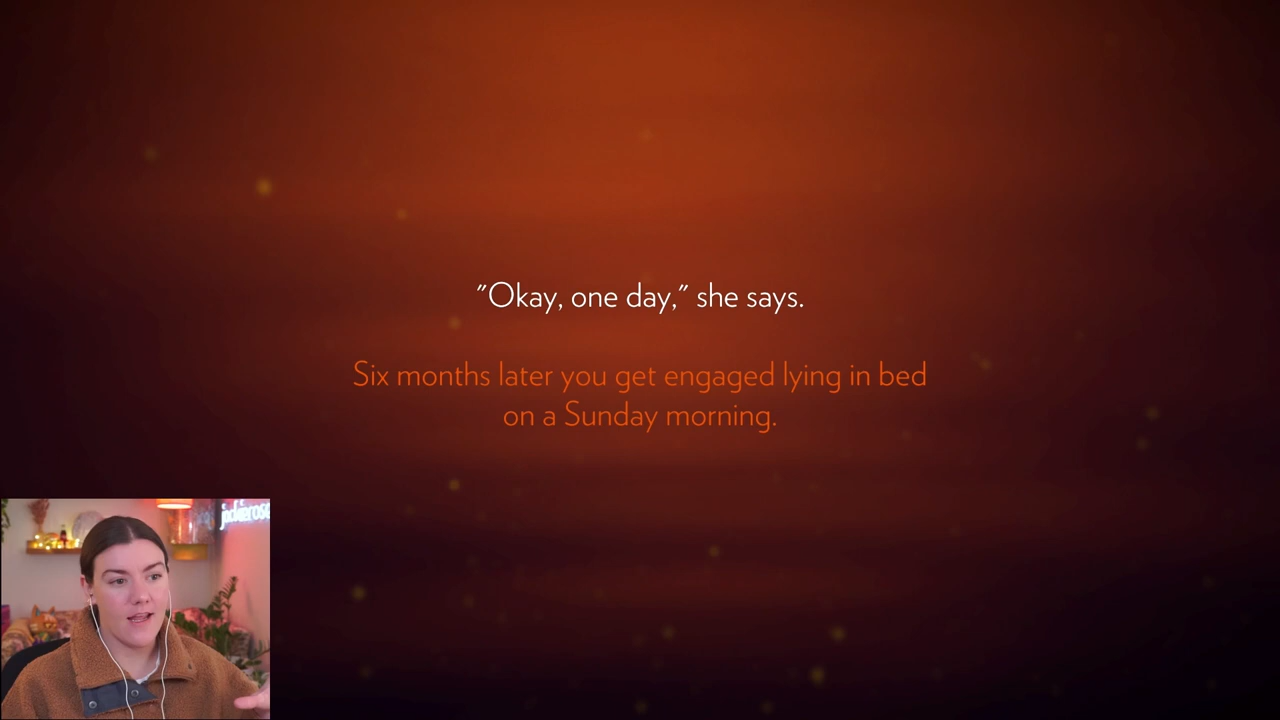 "Okay, one day," she says.
Six months later you get engaged lying in bed
on a Sunday morning.